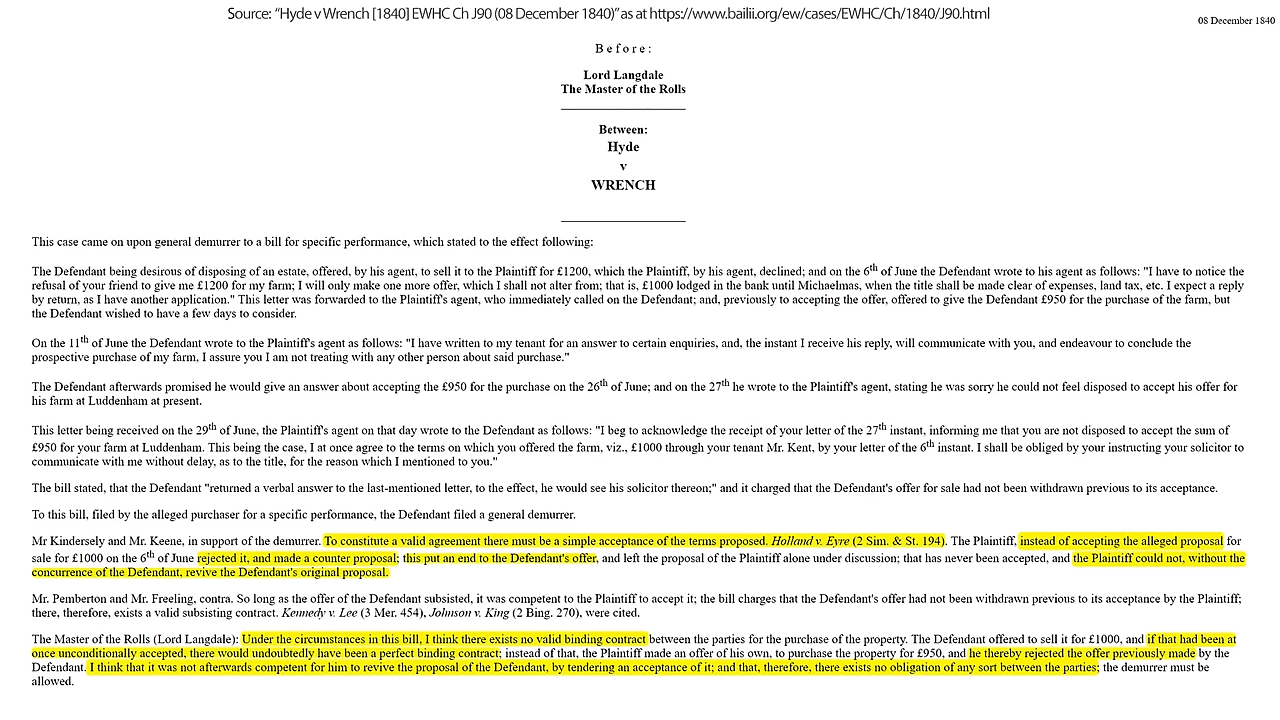 Source: “Hyde v Wrench [1840] EWHC Ch J90 (08 December 1840)” as at https://www.bailii.org/ew/cases/EWHC/Ch/1840/J90.html
08 December 1840
B e f o r e :
Lord Langdale
The Master of the Rolls
Between:
Hyde
v
WRENCH
This case came on upon general demurrer to a bill for specific performance, which stated to the effect following:
The Defendant being desirous of disposing of an estate, offered, by his agent, to sell it to the Plaintiff for £1200, which the Plaintiff, by his agent, declined; and on the 6th of June the Defendant wrote to his agent as follows: "I have to notice the
refusal of your friend to give me £1200 for my farm; I will only make one more offer, which I shall not alter from; that is, £1000 lodged in the bank until Michaelmas, when the title shall be made clear of expenses, land tax, etc. I expect a reply
by return, as I have another application." This letter was forwarded to the Plaintiff's agent, who immediately called on the Defendant; and, previously to accepting the offer, offered to give the Defendant £950 for the purchase of the farm, but
the Defendant wished to have a few days to consider.
On the 11th of June the Defendant wrote to the Plaintiff's agent as follows: "I have written to my tenant for an answer to certain enquiries, and, the instant I receive his reply, will communicate with you, and endeavour to conclude the
prospective purchase of my farm, I assure you I am not treating with any other person about said purchase."
The Defendant afterwards promised he would give an answer about accepting the £950 for the purchase on the 26th of June; and on the 27th he wrote to the Plaintiff's agent, stating he was sorry he could not feel disposed to accept his offer for
his farm at Luddenham at present.
This letter being received on the 29th of June, the Plaintiff's agent on that day wrote to the Defendant as follows: "I beg to acknowledge the receipt of your letter of the 27th instant, informing me that you are not disposed to accept the sum of
£950 for your farm at Luddenham. This being the case, I at once agree to the terms on which you offered the farm, viz., £1000 through your tenant Mr. Kent, by your letter of the 6th instant. I shall be obliged by your instructing your solicitor to
communicate with me without delay, as to the title, for the reason which I mentioned to you."
The bill stated, that the Defendant "returned a verbal answer to the last-mentioned letter, to the effect, he would see his solicitor thereon;" and it charged that the Defendant's offer for sale had not been withdrawn previous to its acceptance.
To this bill, filed by the alleged purchaser for a specific performance, the Defendant filed a general demurrer.
Mr Kindersely and Mr. Keene, in support of the demurrer. To constitute a valid agreement there must be a simple acceptance of the terms proposed. Holland v. Eyre (2 Sim. & St. 194). The Plaintiff, instead of accepting the alleged proposal for
sale for £1000 on the 6th of June rejected it, and made a counter proposal; this put an end to the Defendant's offer, and left the proposal of the Plaintiff alone under discussion; that has never been accepted, and the Plaintiff could not, without the
concurrence of the Defendant, revive the Defendant's original proposal.
Mr. Pemberton and Mr. Freeling, contra. So long as the offer of the Defendant subsisted, it was competent to the Plaintiff to accept it; the bill charges that the Defendant's offer had not been withdrawn previous to its acceptance by the Plaintiff;
there, therefore, exists a valid subsisting contract. Kennedy v. Lee (3 Mer. 454), Johnson v. King (2 Bing. 270), were cited.
The Master of the Rolls (Lord Langdale): Under the circumstances in this bill, I think there exists no valid binding contract between the parties for the purchase of the property. The Defendant offered to sell it for £1000, and if that had been at
once unconditionally accepted, there would undoubtedly have been a perfect binding contract; instead of that, the Plaintiff made an offer of his own, to purchase the property for £950, and he thereby rejected the offer previously made by the
Defendant. I think that it was not afterwards competent for him to revive the proposal of the Defendant, by tendering an acceptance of it; and that, therefore, there exists no obligation of any sort between the parties; the demurrer must be
allowed.